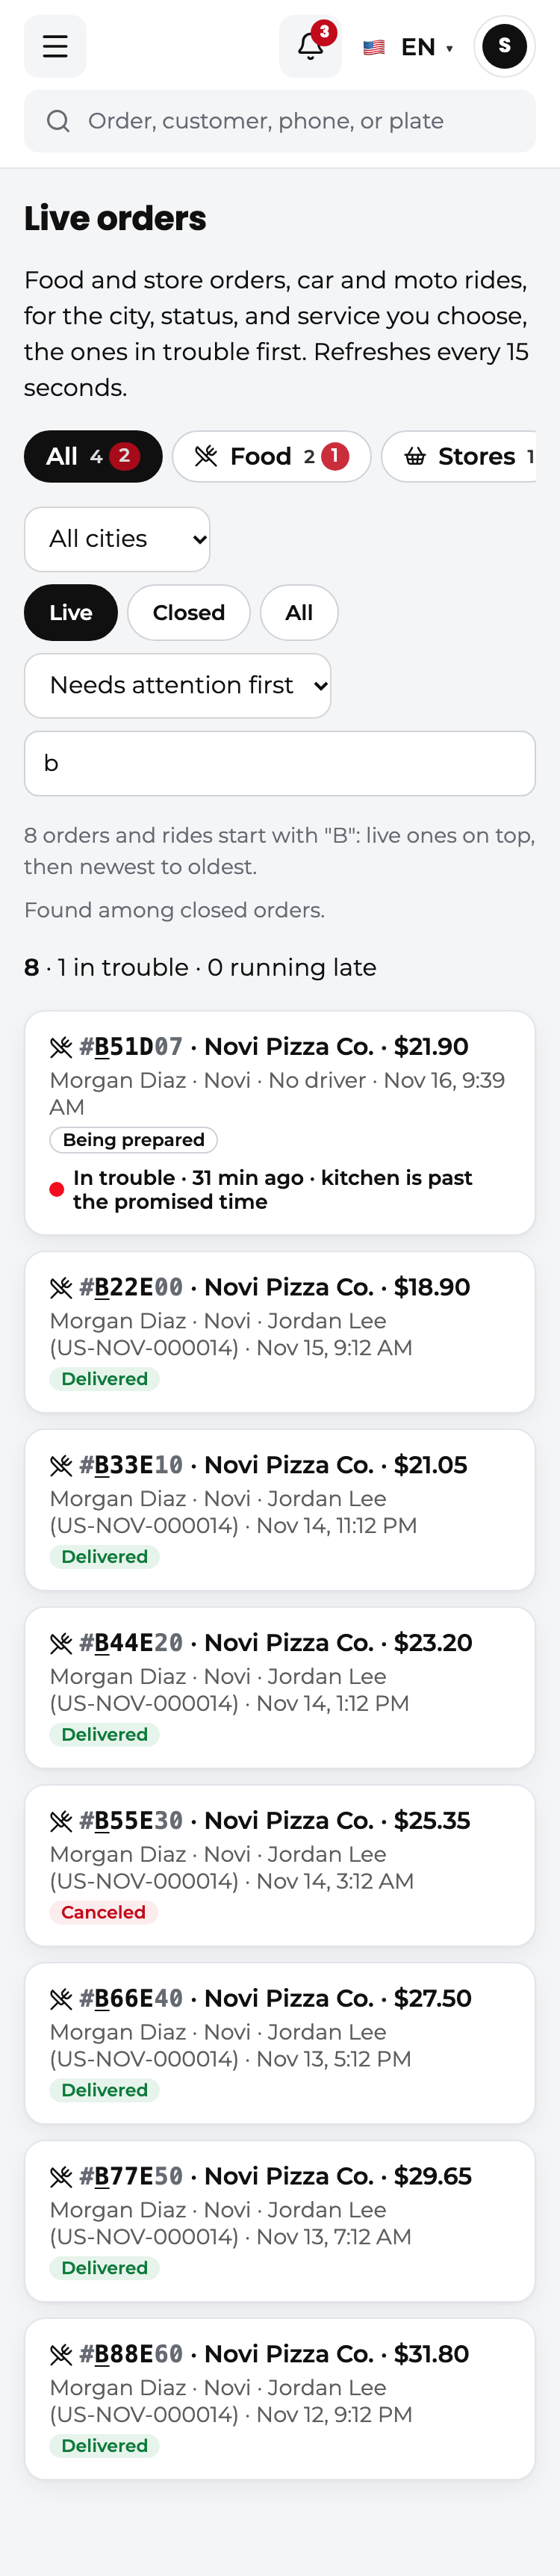 3
EN
S
Order, customer, phone, or plate
Live orders
Food and store orders, car and moto rides,
for the city, status, and service you choose,
the ones in trouble first. Refreshes every 15
seconds.
All 4 2
Food 2 1
Stores 1
All cities
Live
Closed
All
Needs attention first
b
8 orders and rides start with "B": live ones on top,
then newest to oldest.
Found among closed orders.
8 · 1 in trouble · 0 running late
#B51D07 · Novi Pizza Co. · $21.90
Morgan Diaz · Novi · No driver · Nov 16, 9:39
AM
Being prepared
In trouble · 31 min ago · kitchen is past
the promised time
#B22E00 · Novi Pizza Co. · $18.90
Morgan Diaz · Novi · Jordan Lee
(US-NOV-000014) · Nov 15, 9:12 AM
Delivered
#B33E10 · Novi Pizza Co. · $21.05
Morgan Diaz · Novi · Jordan Lee
(US-NOV-000014) · Nov 14, 11:12 PM
Delivered
#B44E20 · Novi Pizza Co. · $23.20
Morgan Diaz · Novi · Jordan Lee
(US-NOV-000014) · Nov 14, 1:12 PM
Delivered
#B55E30 · Novi Pizza Co. · $25.35
Morgan Diaz · Novi · Jordan Lee
(US-NOV-000014) · Nov 14, 3:12 AM
Canceled
#B66E40 · Novi Pizza Co. · $27.50
Morgan Diaz · Novi · Jordan Lee
(US-NOV-000014) · Nov 13, 5:12 PM
Delivered
#B77E50 · Novi Pizza Co. · $29.65
Morgan Diaz · Novi · Jordan Lee
(US-NOV-000014) · Nov 13, 7:12 AM
Delivered
#B88E60 · Novi Pizza Co. · $31.80
Morgan Diaz · Novi · Jordan Lee
(US-NOV-000014) · Nov 12, 9:12 PM
Delivered